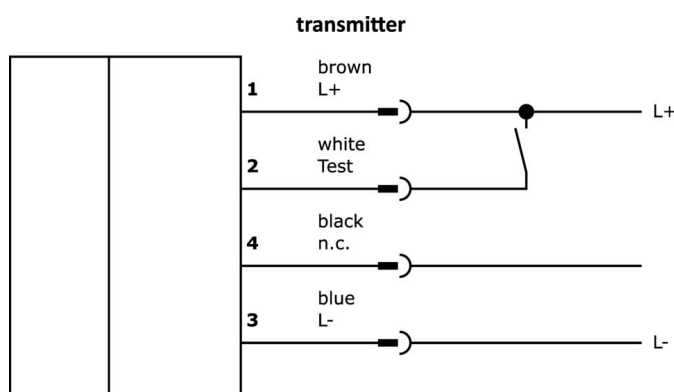 transmitter
brown
1 L+ L+
white
2 Test
black
4 n.c.
blue
3 L- L-